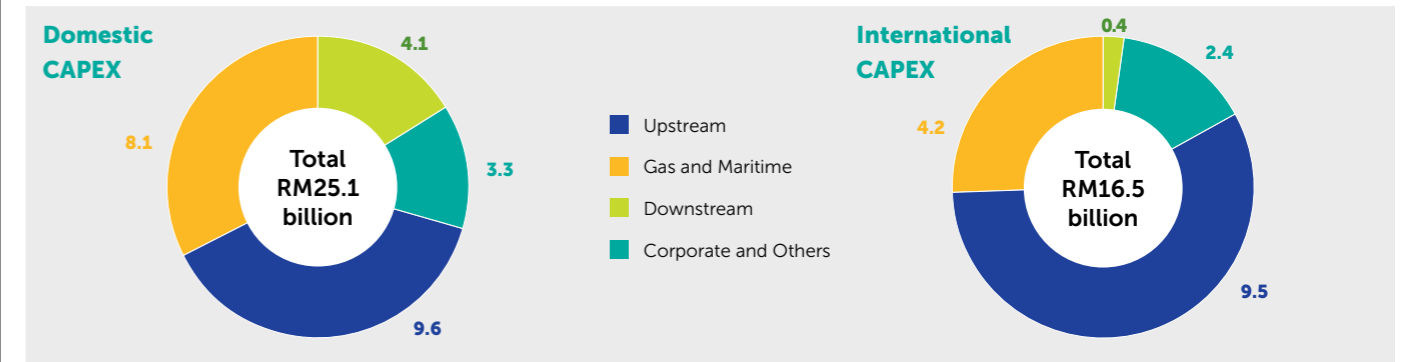 Domestic
CAPEX
4.1
8.1
Total
RM25.1
billion
3.3
9.6
Upstream
Gas and Maritime
Downstream
Corporate and Others
International
CAPEX
0.4
2.4
4.2
Total
RM16.5
billion
9.5